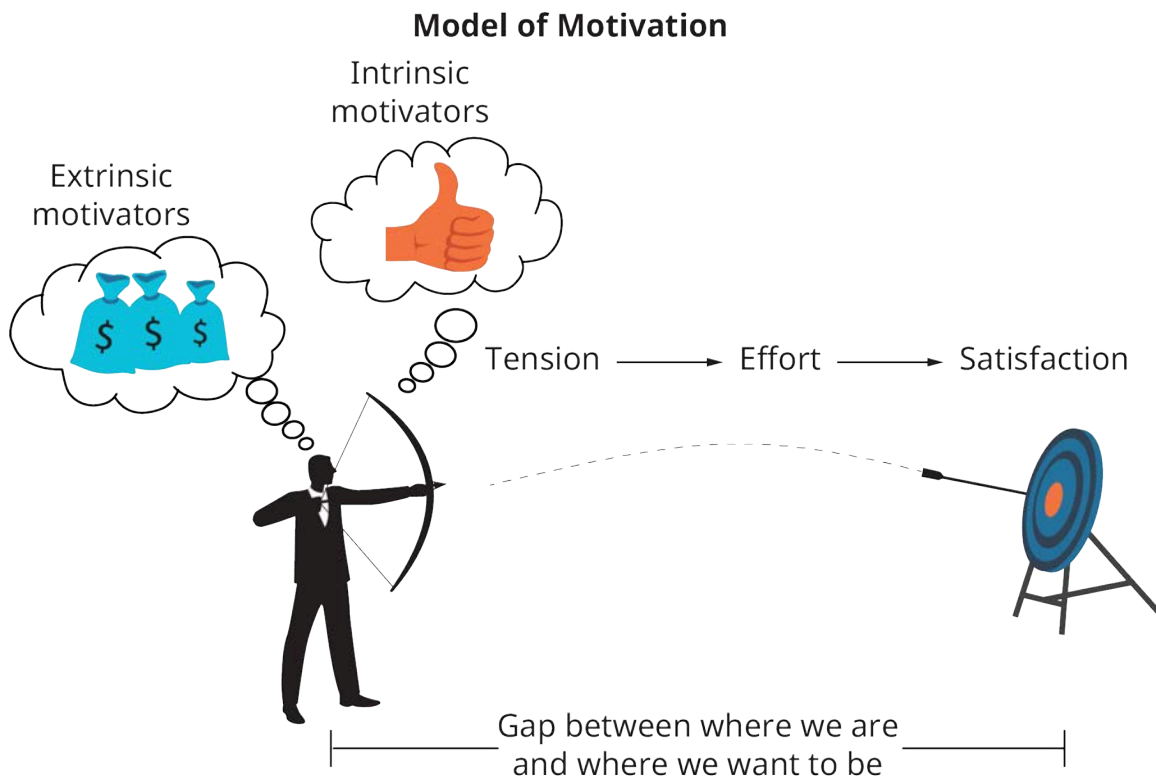 Model of Motivation
Intrinsic
motivators
Extrinsic
motivators
$ $ $
Tension Effort Satisfaction
Gap between where we are
and where we want to be